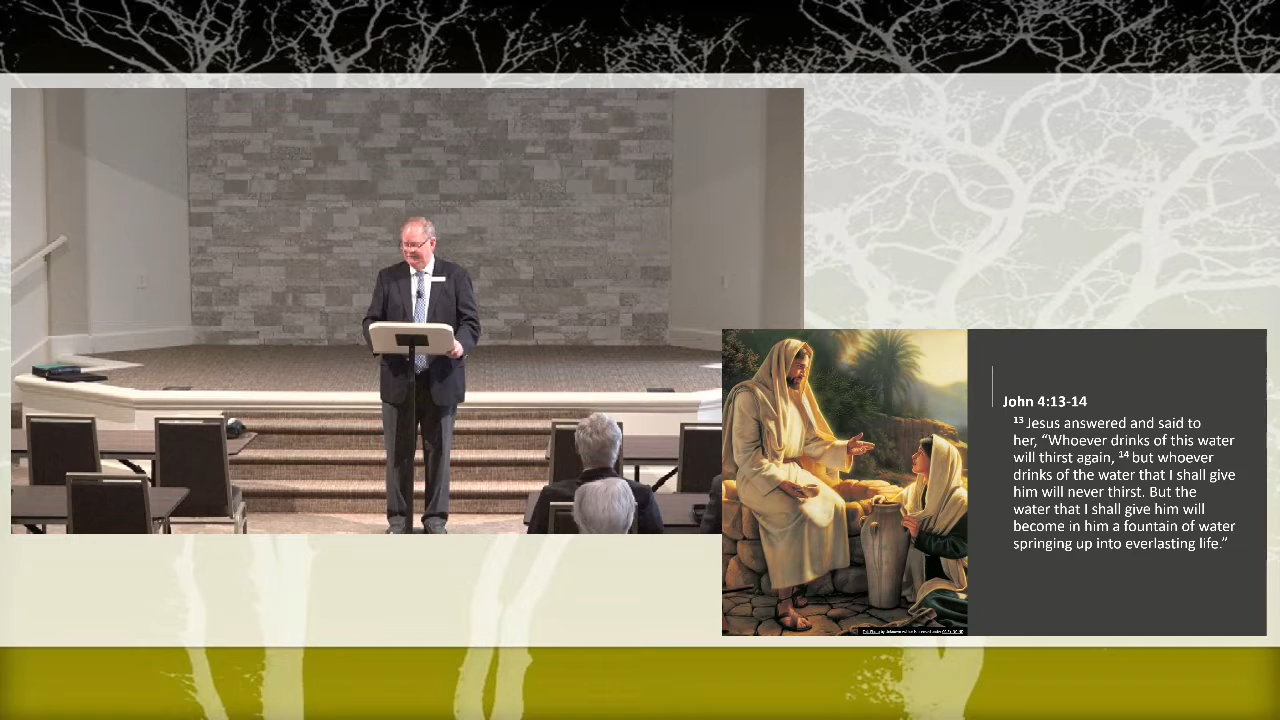 John 4:13-14
13 Jesus answered and said to
her, “Whoever drinks of this water
will thirst again, 14 but whoever
drinks of the water that I shall give
him will never thirst. But the
water that I shall give him will
become in him a fountain of water
springing up into everlasting life.”